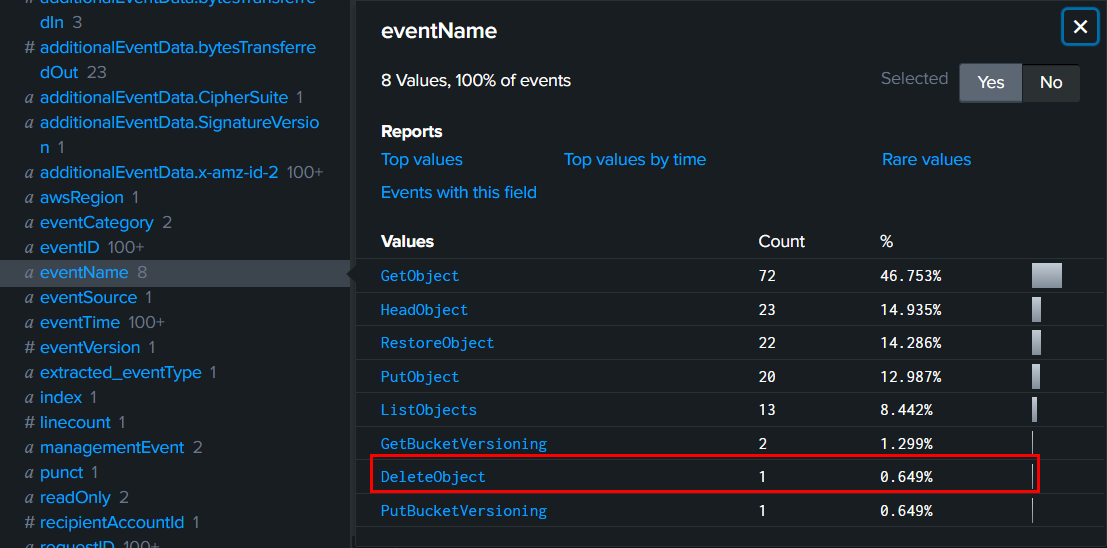 a additionalEventData.bytesTransferre
dIn 3
# additionalEventData.bytesTransferre
dOut 23
a additionalEventData.CipherSuite 1
a additionalEventData.SignatureVersio
n 1
a additionalEventData.x-amz-id-2 100+
a awsRegion 1
a eventCategory 2
a eventID 100+
a eventName 8
a eventSource 1
a eventTime 100+
# eventVersion 1
a extracted_eventType 1
a index 1
# linecount 1
a managementEvent 2
a punct 1
a readOnly 2
# recipientAccountId 1
a requestID 100+
eventName
8 Values, 100% of events
Selected Yes No
Reports
Top values Top values by time Rare values
Events with this field
Values Count %
GetObject 72 46.753%
HeadObject 23 14.935%
RestoreObject 22 14.286%
PutObject 20 12.987%
ListObjects 13 8.442%
GetBucketVersioning 2 1.299%
DeleteObject 1 0.649%
PutBucketVersioning 1 0.649%